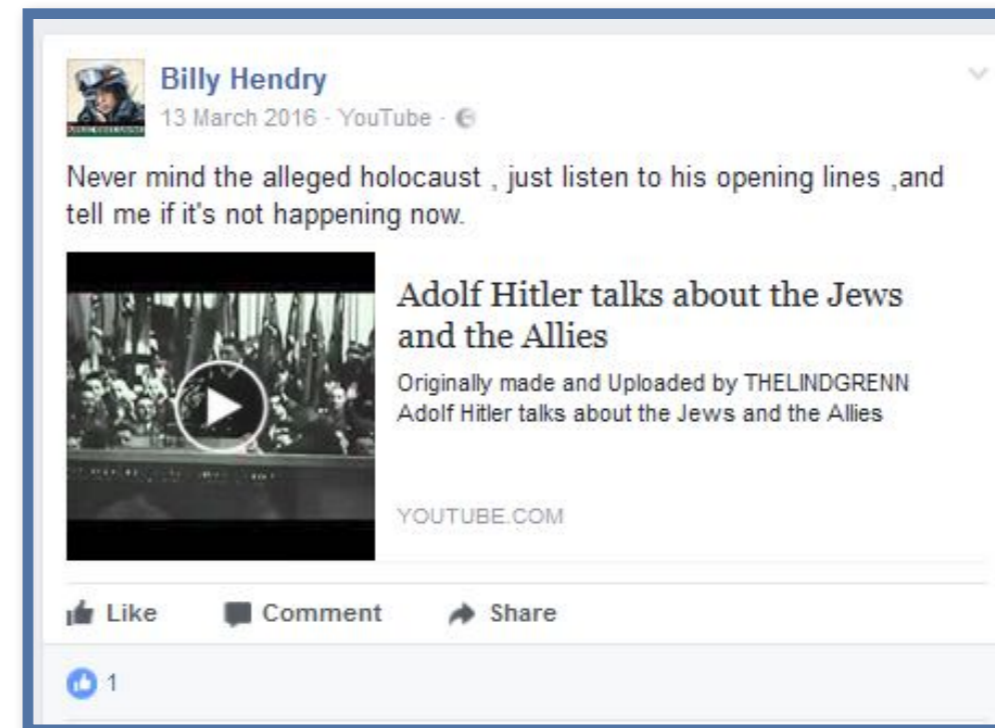 Billy Hendry
13 March 2016 · YouTube ·
Never mind the alleged holocaust , just listen to his opening lines ,and
tell me if it's not happening now.
Adolf Hitler talks about the Jews
and the Allies
Originally made and Uploaded by THELINDGRENN
Adolf Hitler talks about the Jews and the Allies
YOUTUBE.COM
Like Comment Share
1